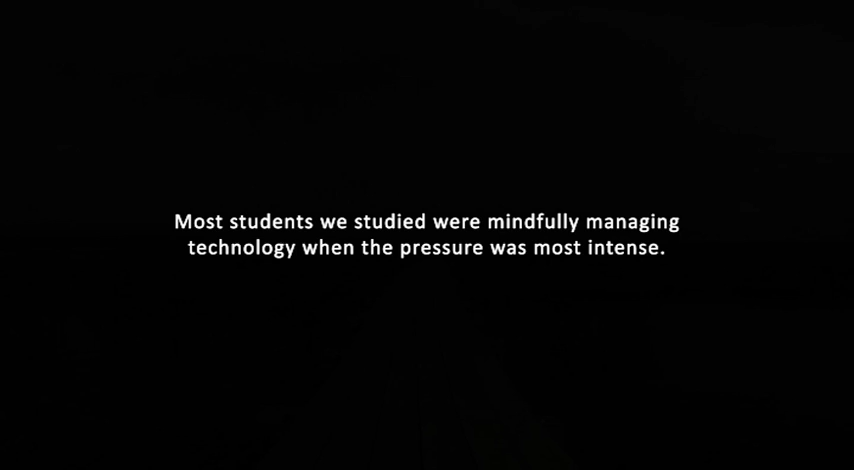 Most students we studied were mindfully managing
technology when the pressure was most intense.